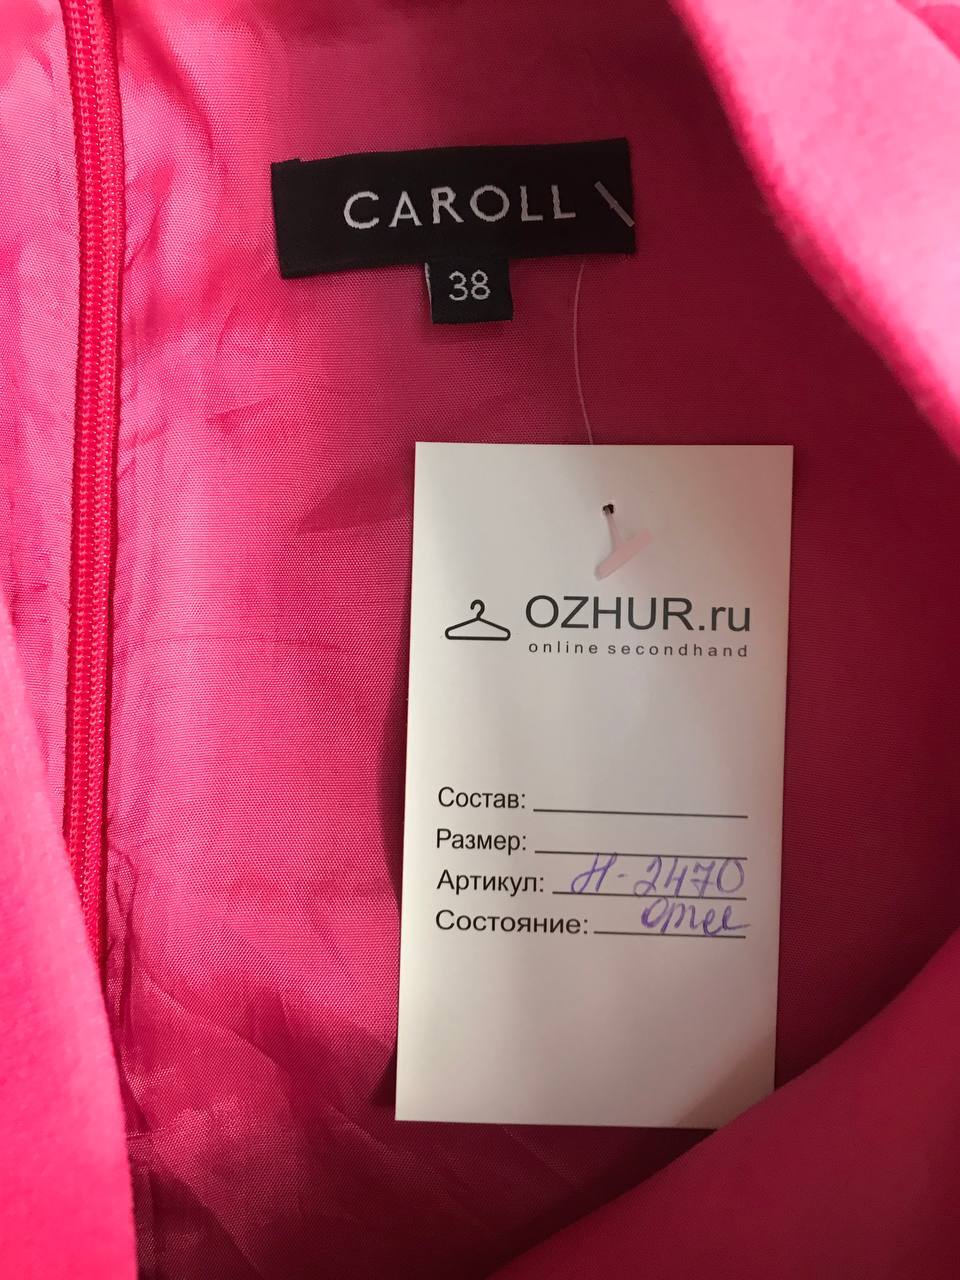 CAROLL
38
OZHUR.ru
online secondhand
Состав:
Размер:
Артикул: Н-2470
Состояние: отл